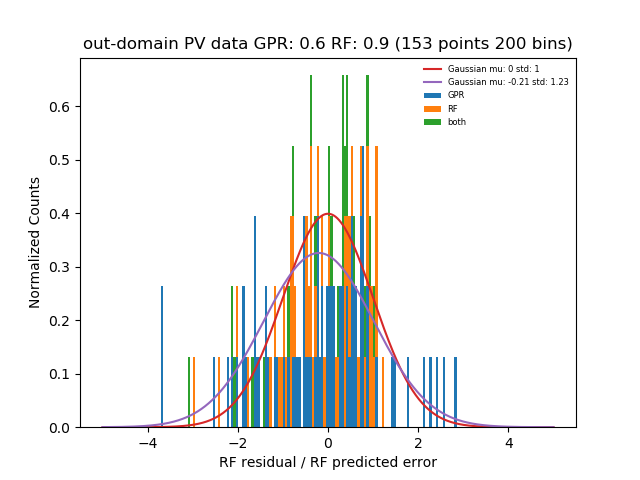 out-domain PV data GPR: 0.6 RF: 0.9 (153 points 200 bins)
Gaussian mu: 0 std: 1
Gaussian mu: -0.21 std: 1.23
GPR
RF
both
Normalized Counts
0.6
0.5
0.4
0.3
0.2
0.1
0.0
−4 −2 0 2 4
RF residual / RF predicted error